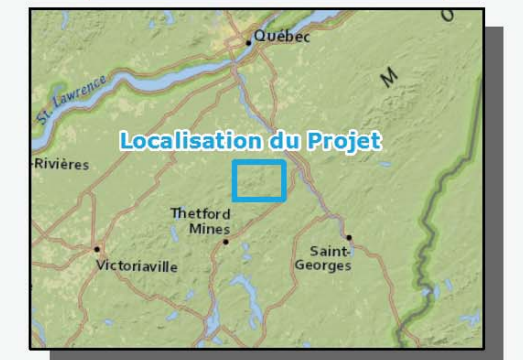 O
Québec
M
St. Lawrence
Localisation du Projet
-Rivières
Thetford
Mines
Saint-
Georges
Victoriaville